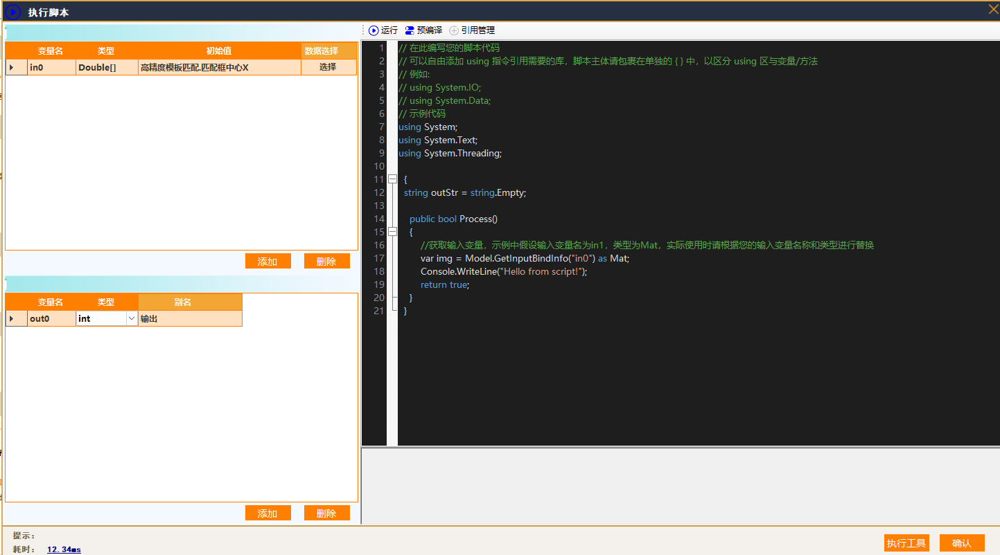 执行脚本
变量名 类型 初始值 数据选择
in0 Double[] 高精度模板匹配.匹配框中心X 选择
添加 删除
变量名 类型 别名
out0 int 输出
添加 删除
运行 预编译 引用管理
1 // 在此编写您的脚本代码
2 // 可以自由添加 using 指令引用需要的库，脚本主体请包裹在单独的 { } 中，以区分 using 区与变量/方法
3 // 例如:
4 // using System.IO;
5 // using System.Data;
6 // 示例代码
7 using System;
8 using System.Text;
9 using System.Threading;
10
11 {
12 string outStr = string.Empty;
13
14 public bool Process()
15 {
16 //获取输入变量，示例中假设输入变量名为in1，类型为Mat，实际使用时请根据您的输入变量名称和类型进行替换
17 var img = Model.GetInputBindInfo("in0") as Mat;
18 Console.WriteLine("Hello from script!");
19 return true;
20 }
21 }
提示：
耗时： 12.34ms
执行工具 确认